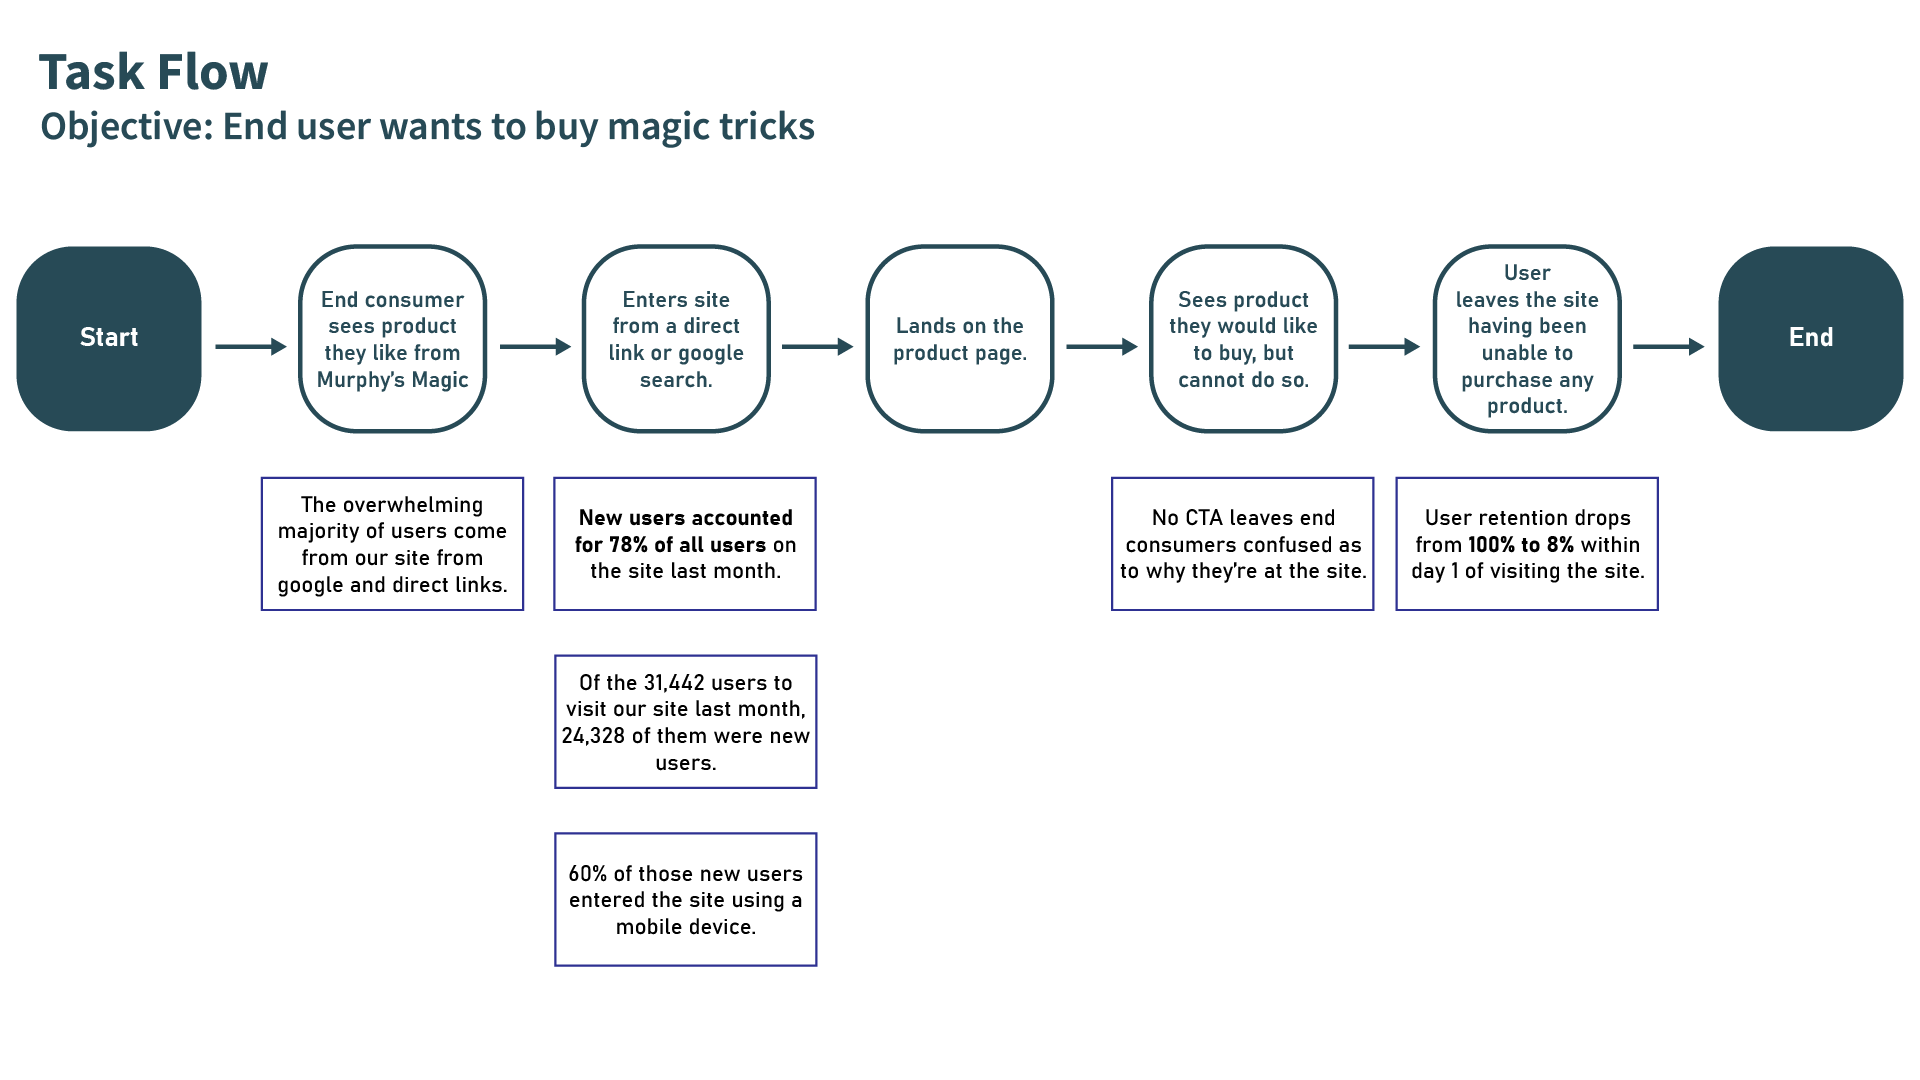 Task Flow
Objective: End user wants to buy magic tricks
Start
End consumer
sees product
they like from
Murphy's Magic
Enters site
from a direct
link or google
search.
Lands on the
product page.
Sees product
they would like
to buy, but
cannot do so.
User
leaves the site
having been
unable to
purchase any
product.
End
The overwhelming
majority of users come
from our site from
google and direct links.
New users accounted
for 78% of all users on
the site last month.
Of the 31,442 users to
visit our site last month,
24,328 of them were new
users.
60% of those new users
entered the site using a
mobile device.
No CTA leaves end
consumers confused as
to why they're at the site.
User retention drops
from 100% to 8% within
day 1 of visiting the site.